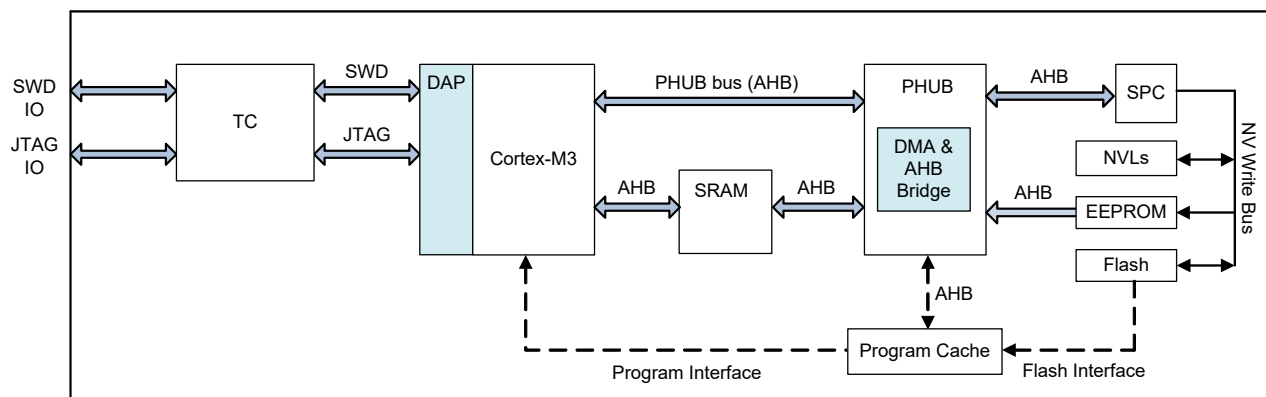 SWD
IO
JTAG
IO
TC
SWD
JTAG
DAP
Cortex-M3
PHUB bus (AHB)
AHB
SRAM
AHB
PHUB
DMA &
AHB
Bridge
AHB
SPC
NVLs
AHB
EEPROM
Flash
NV Write Bus
AHB
Program Cache
Program Interface
Flash Interface